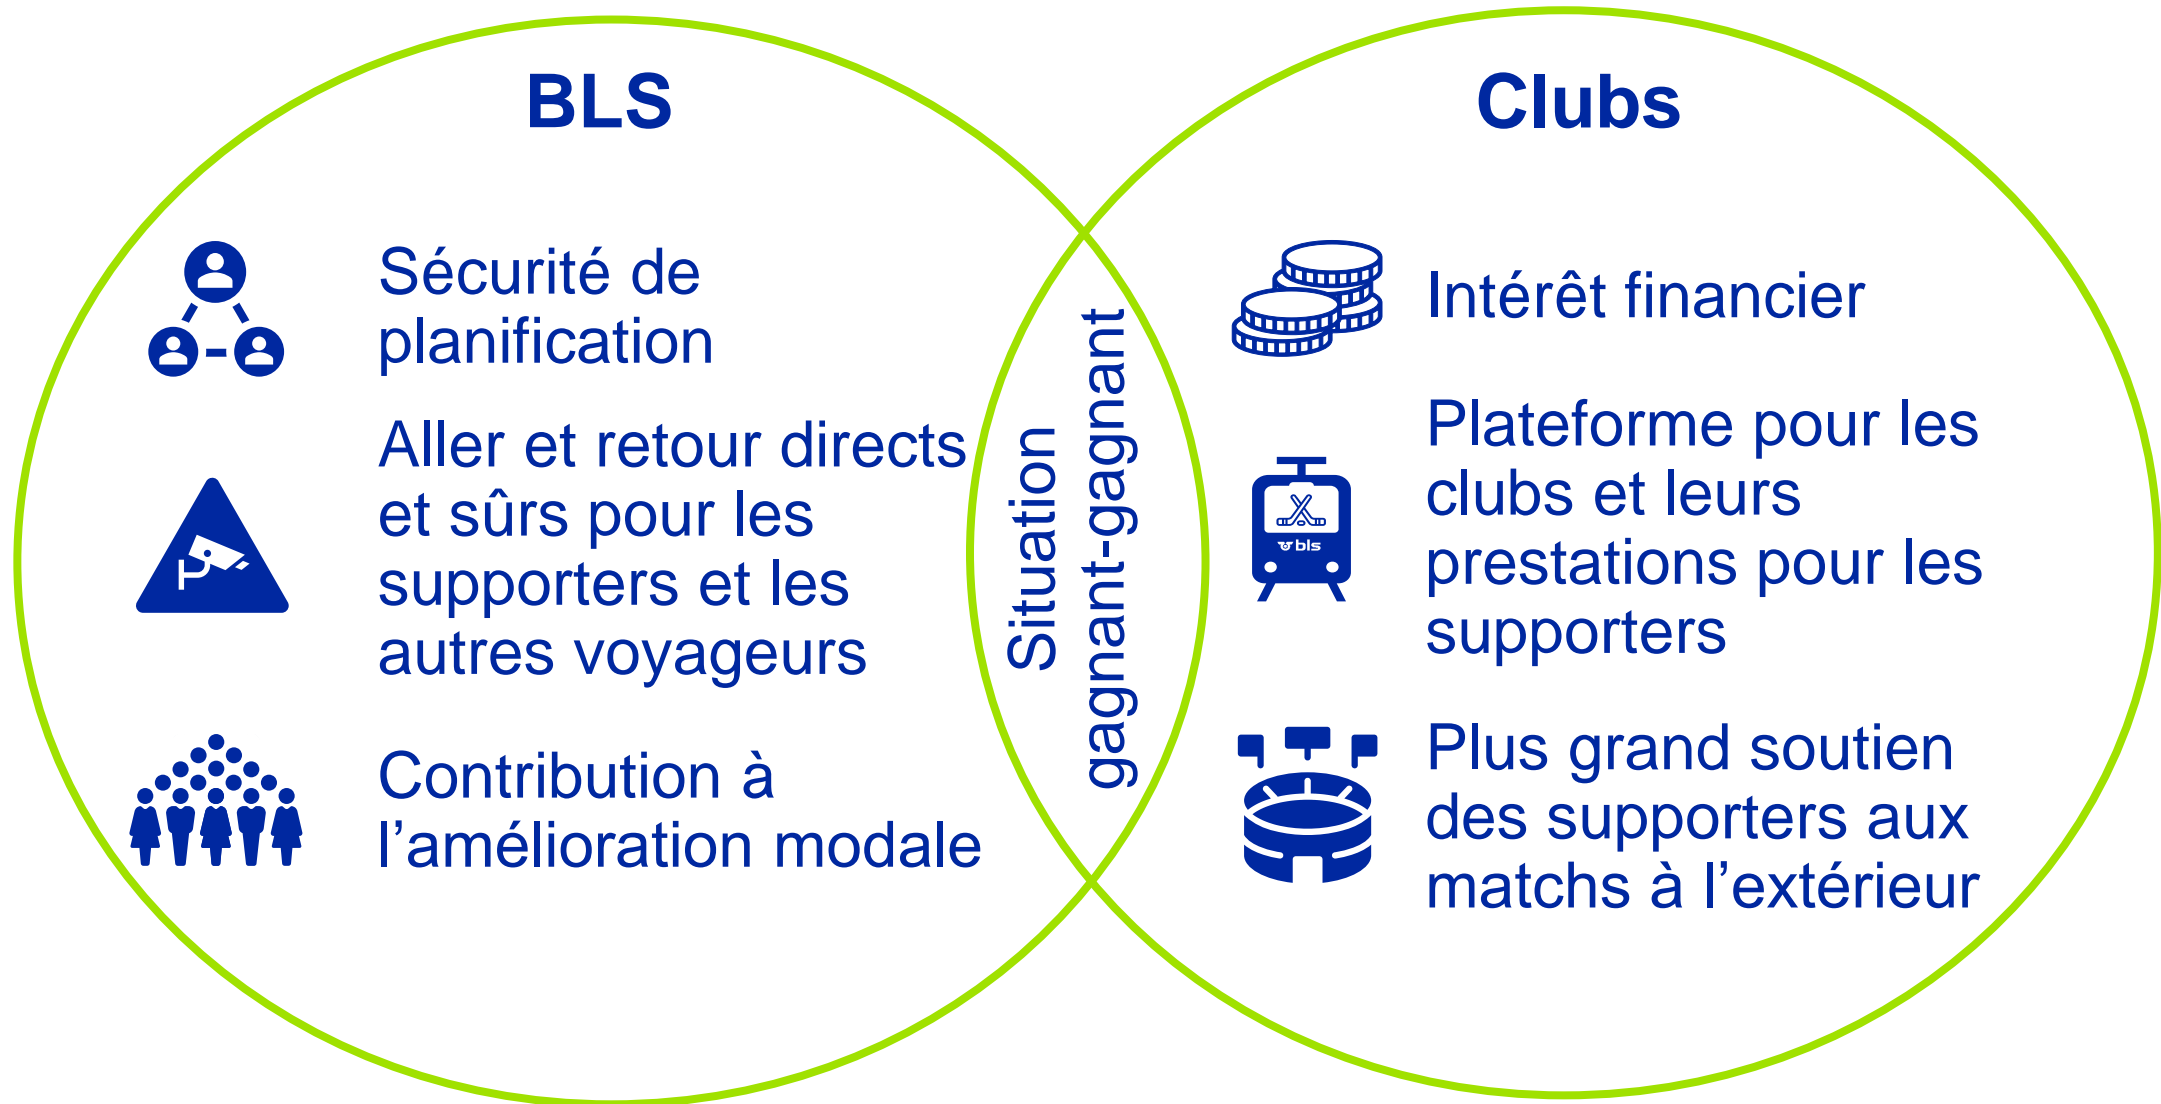 BLS
Sécurité de
planification
Aller et retour directs
et sûrs pour les
supporters et les
autres voyageurs
Contribution à
l’amélioration modale
Situation
gagnant-gagnant
Clubs
Intérêt financier
Plateforme pour les
clubs et leurs
prestations pour les
supporters
bls
Plus grand soutien
des supporters aux
matchs à l’extérieur